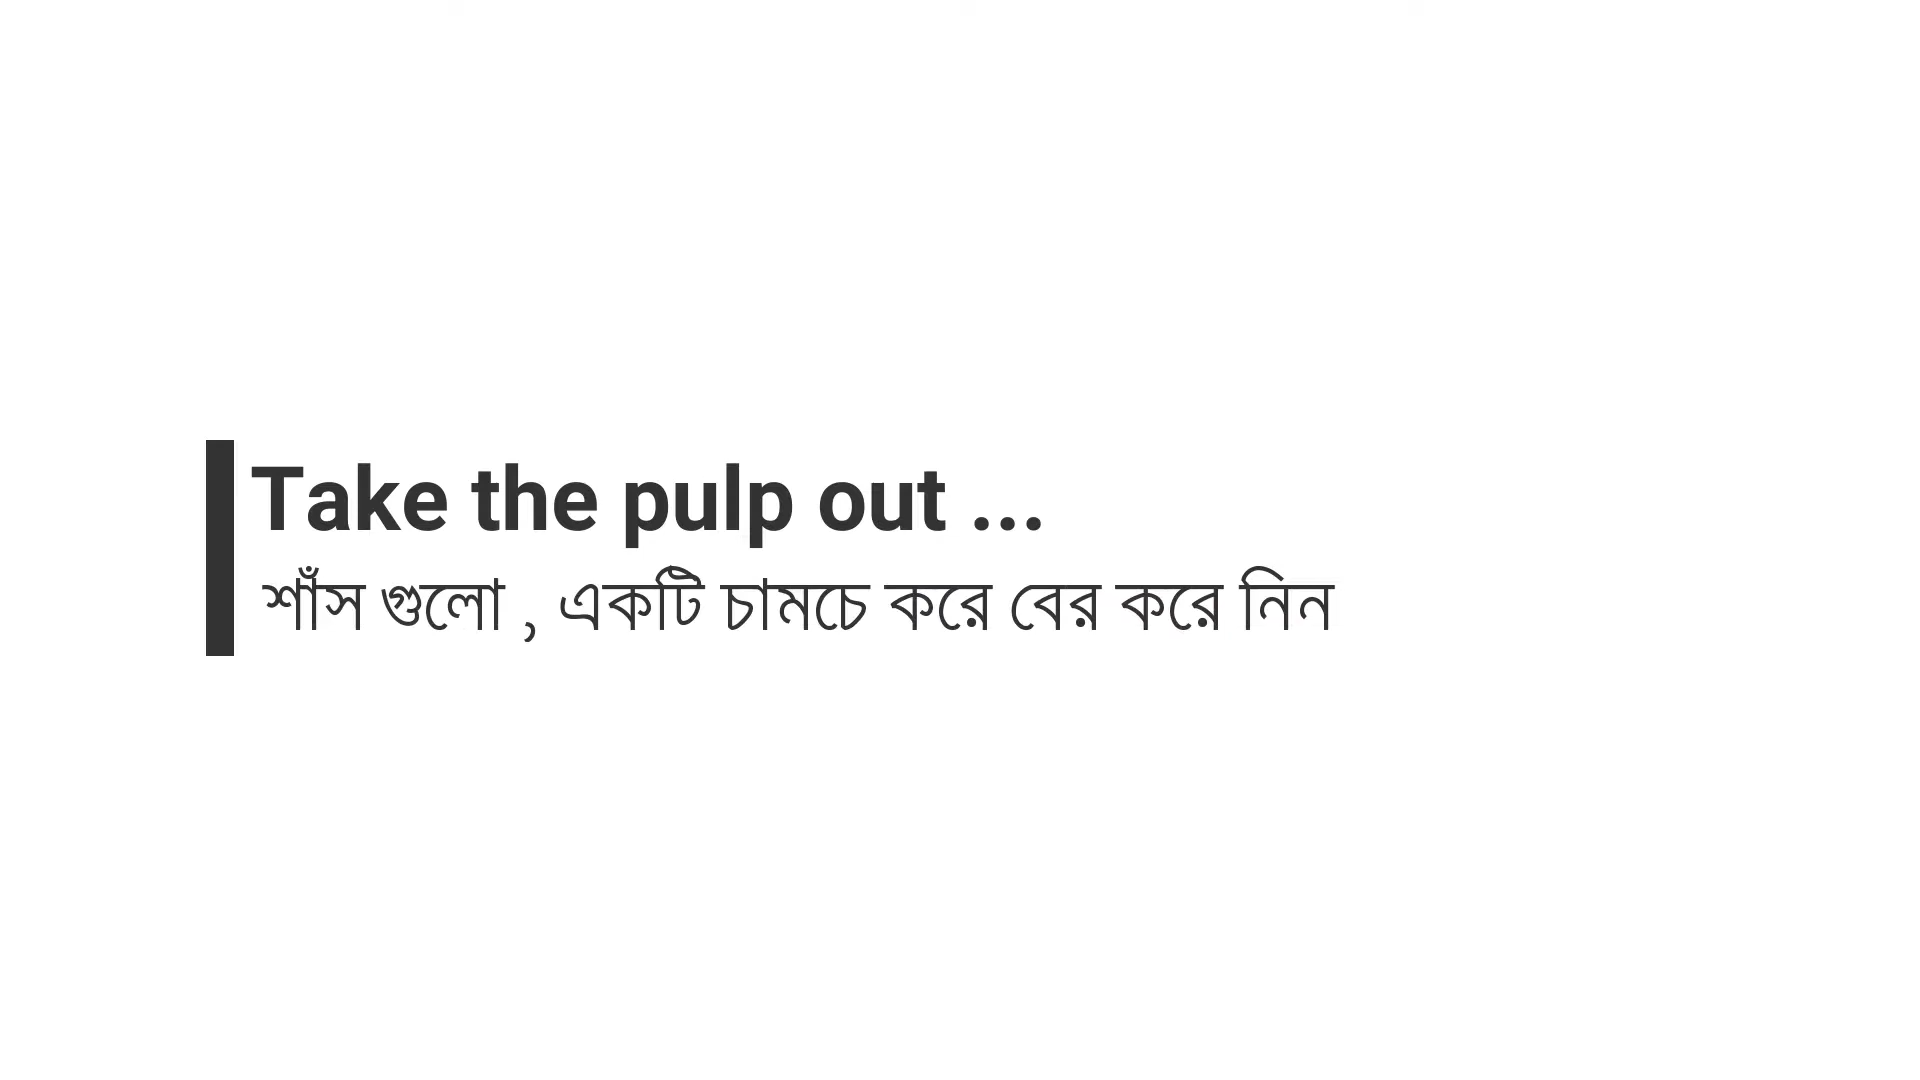 Take the pulp out ...
শাঁস গুলো , একটি চামচে করে বের করে নিন